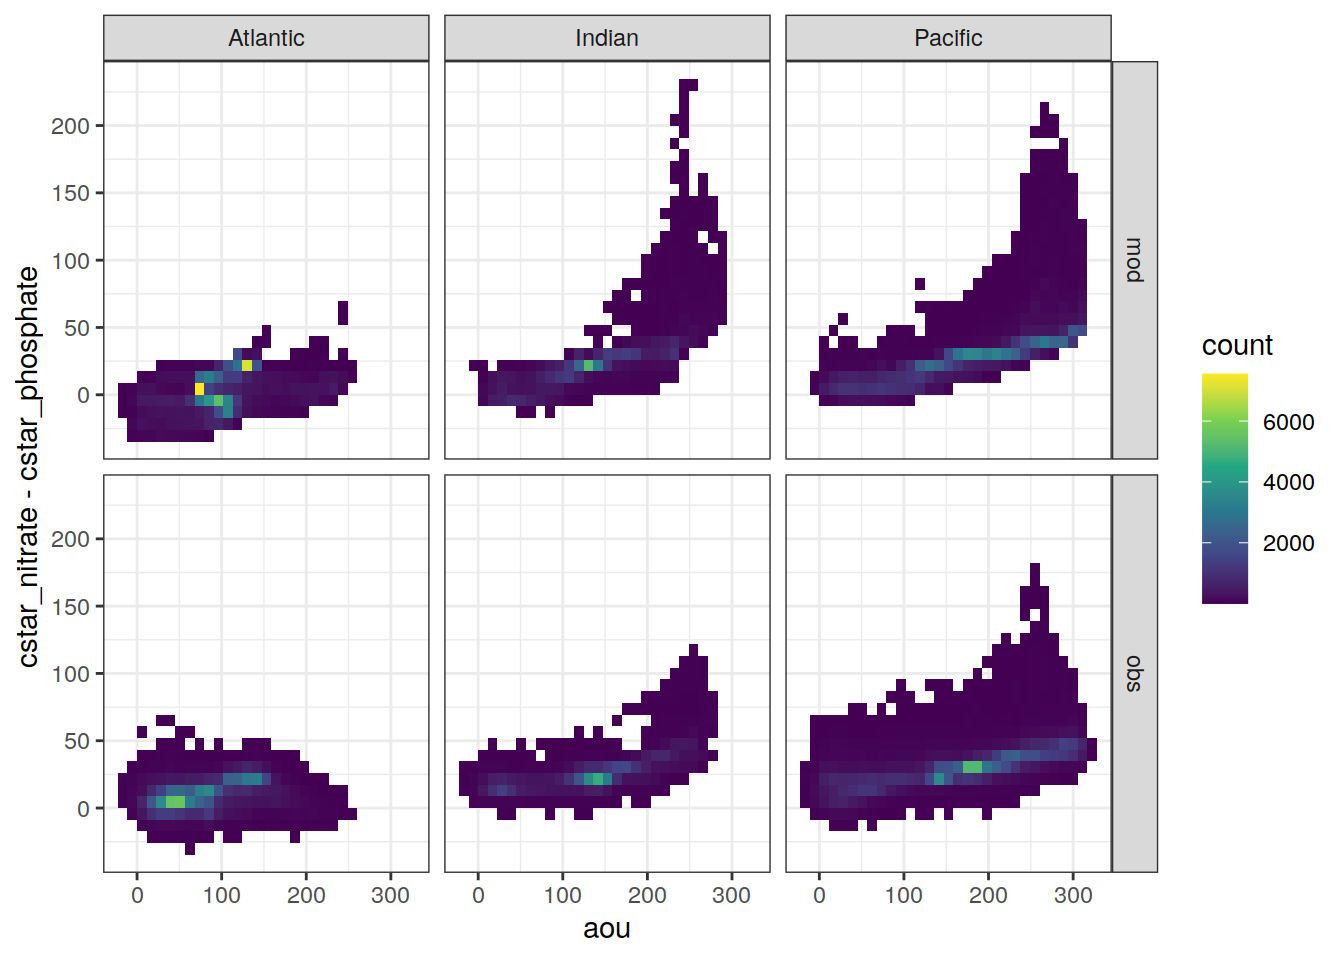 Atlantic Indian Pacific
200
150
100
50
0
mod
200
150
100
50
0
obs
0 100 200 300 0 100 200 300 0 100 200 300
aou
cstar_nitrate - cstar_phosphate
count
6000
4000
2000